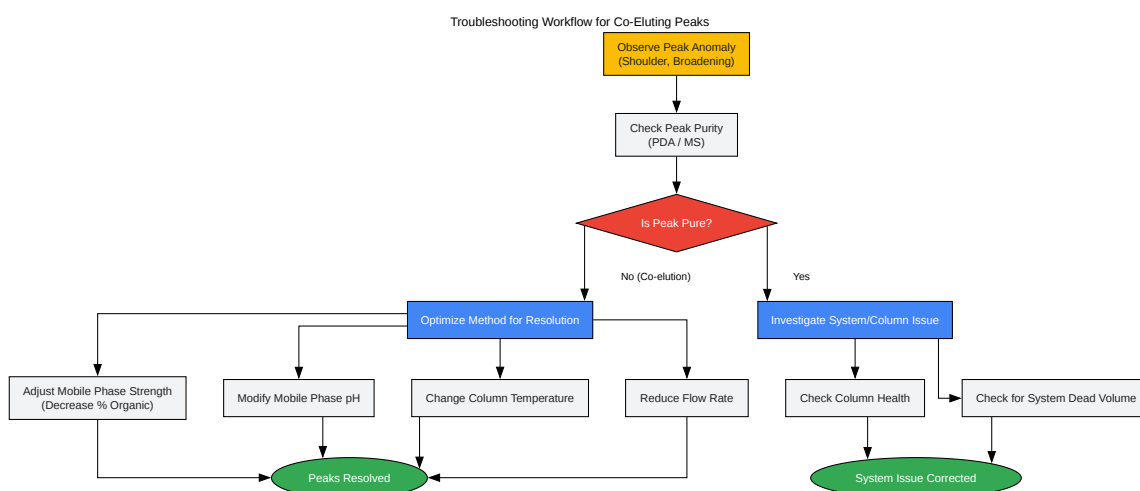 Troubleshooting Workflow for Co-Eluting Peaks
Observe Peak Anomaly
(Shoulder, Broadening)
Check Peak Purity
(PDA / MS)
Is Peak Pure?
No (Co-elution)
Yes
Optimize Method for Resolution
Investigate System/Column Issue
Adjust Mobile Phase Strength
(Decrease % Organic)
Modify Mobile Phase pH
Change Column Temperature
Reduce Flow Rate
Check Column Health
Check for System Dead Volume
Peaks Resolved
System Issue Corrected